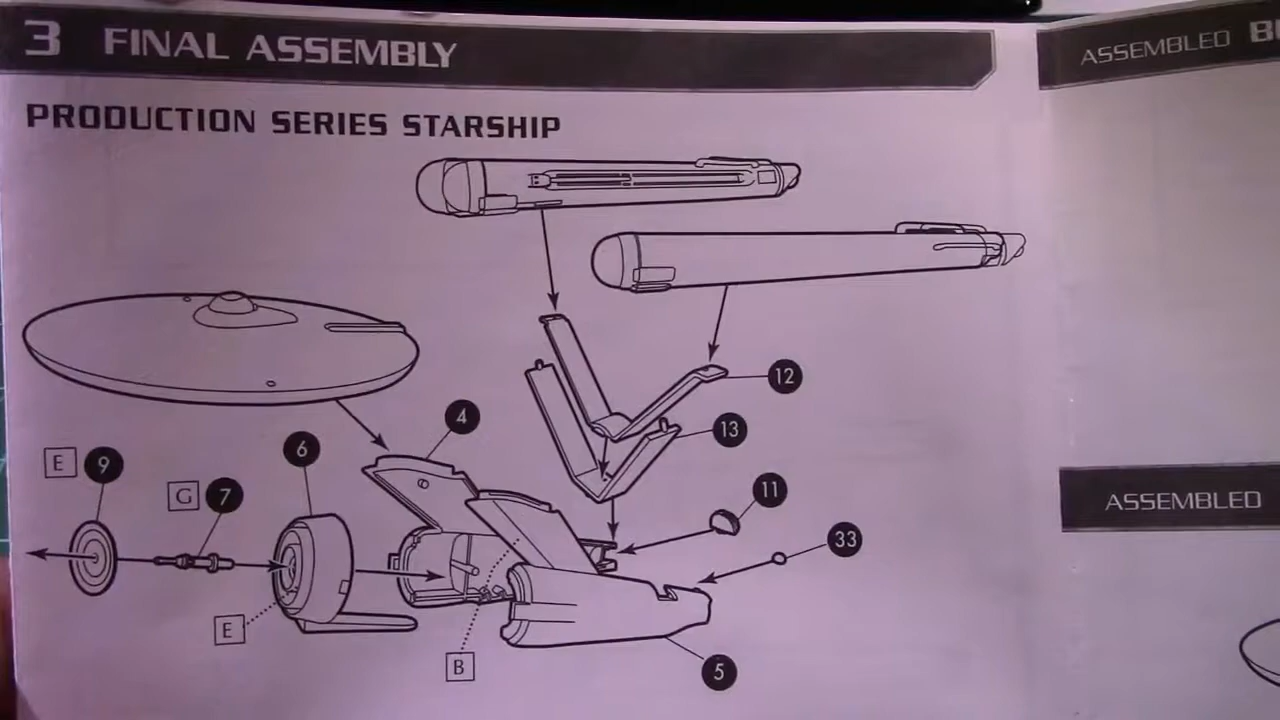 3 FINAL ASSEMBLY
ASSEMBLED
PRODUCTION SERIES STARSHIP
12
4
13
6
E 9
G 7
11
ASSEMBLED
33
E
B
5